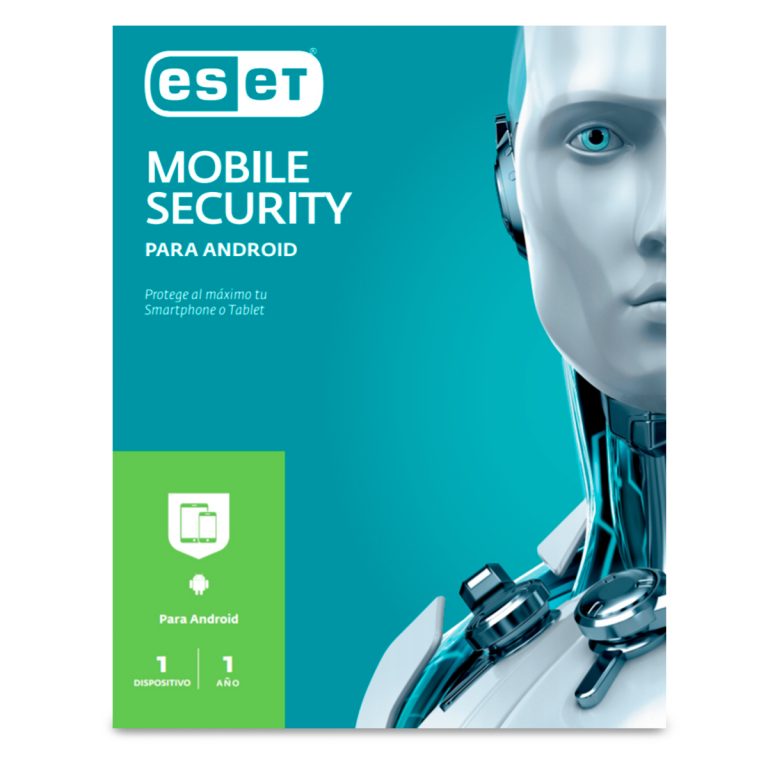 eseT
®
MOBILE
SECURITY
PARA ANDROID
Protege al máximo tu
Smartphone o Tablet
Para Android
1 1
DISPOSITIVO AÑO